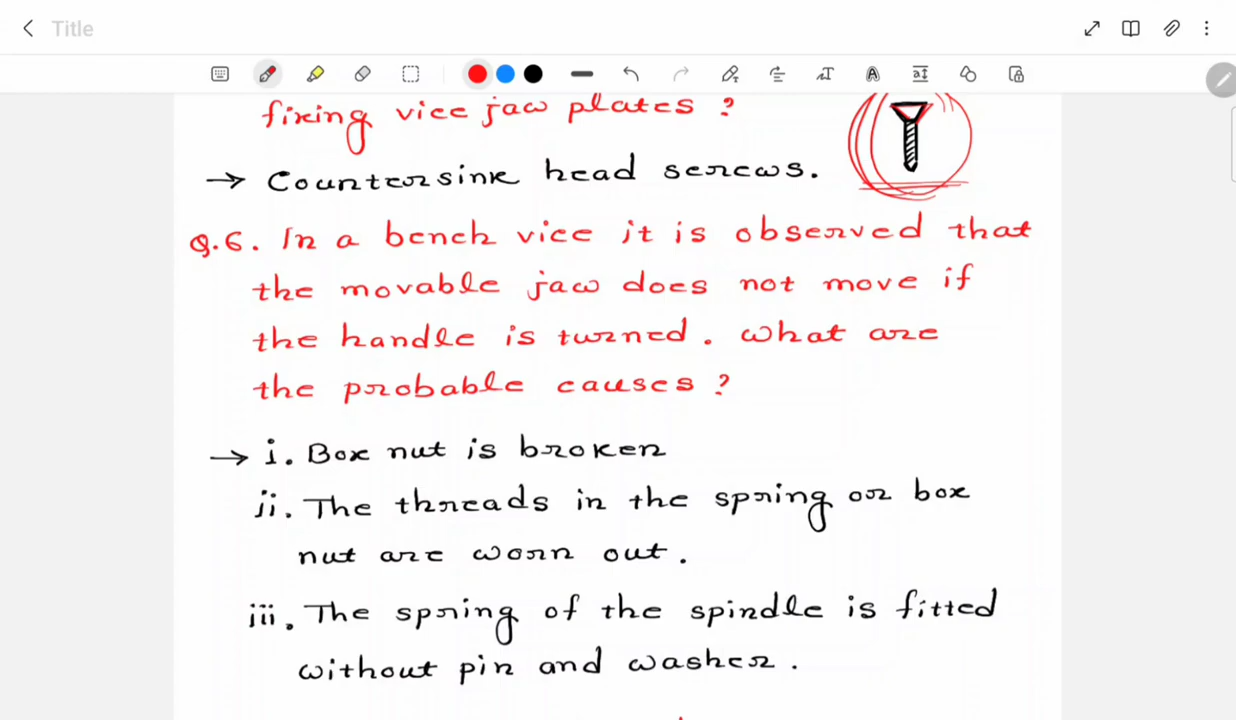 Title
fixing vice jaw plates ?
→ Countersink head screws.
Q.6. In a bench vice it is observed that
the movable jaw does not move if
the handle is turned. What are
the probable causes ?
→ i. Box nut is broken
ii. The threads in the spring or box
nut are worn out.
iii. The spring of the spindle is fitted
without pin and washer.